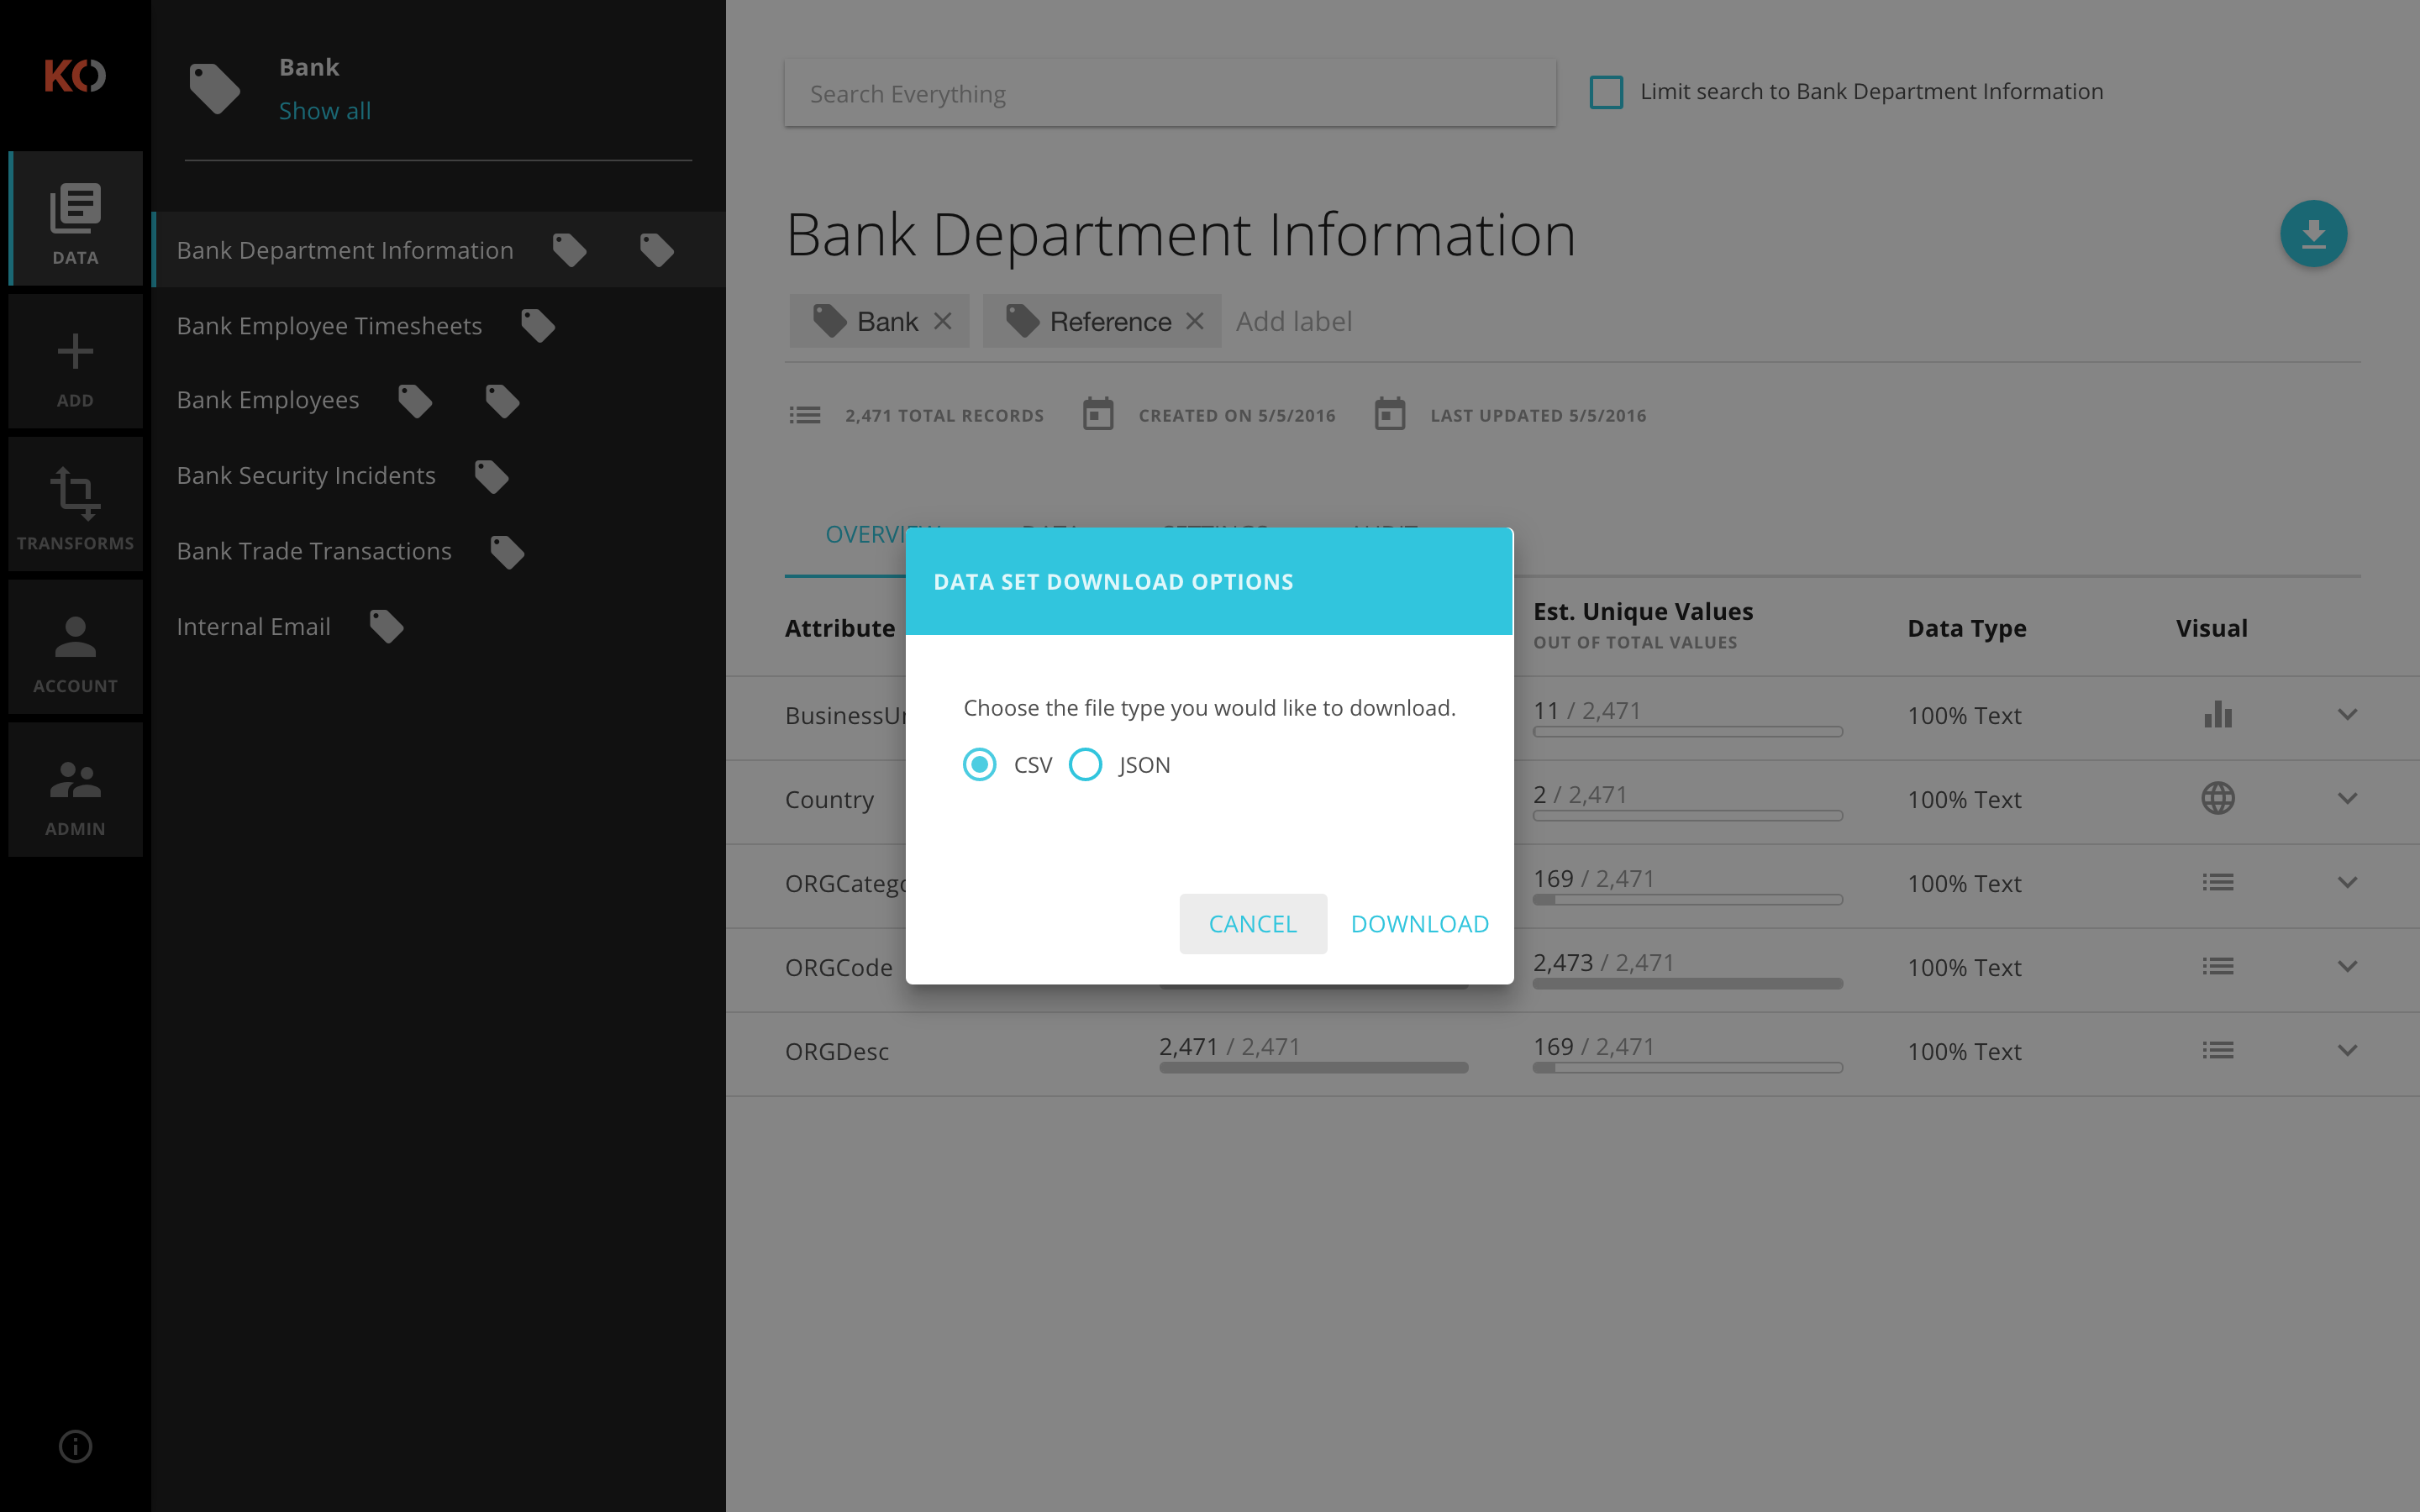 KO
DATA
ADD
TRANSFORMS
ACCOUNT
ADMIN
Bank
Show all
Bank Department Information
Bank Employee Timesheets
Bank Employees
Bank Security Incidents
Bank Trade Transactions
Internal Email
Search Everything
Limit search to Bank Department Information
Bank Department Information
Bank Reference Add label
2,471 TOTAL RECORDS CREATED ON 5/5/2016 LAST UPDATED 5/5/2016
DATA SET DOWNLOAD OPTIONS
Choose the file type you would like to download.
CSV JSON
CANCEL DOWNLOAD
Attribute Est. Unique Values Data Type Visual
OUT OF TOTAL VALUES
11 / 2,471 100% Text
Country 2 / 2,471 100% Text
169 / 2,471 100% Text
ORGCode 2,473 / 2,471 100% Text
ORGDesc 2,471 / 2,471 169 / 2,471 100% Text